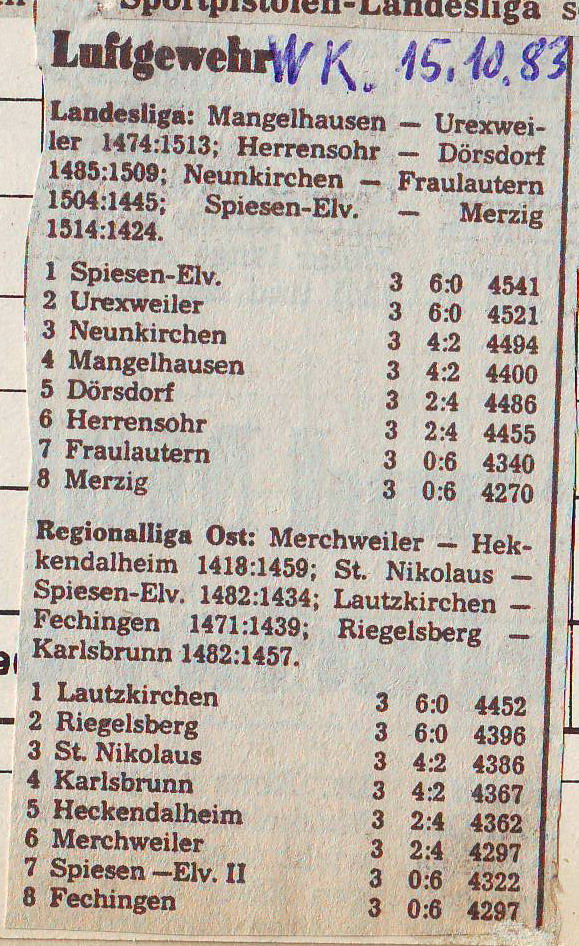 Sportpistolen-Landesliga s
Luftgewehr WK. 15.10.83
Landesliga: Mangelhausen — Urexwei-
ler 1474:1513; Herrensohr — Dörsdorf
1485:1509; Neunkirchen — Fraulautern
1504:1445; Spiesen-Elv. — Merzig
1514:1424.
1 Spiesen-Elv. 3 6:0 4541
2 Urexweiler 3 6:0 4521
3 Neunkirchen 3 4:2 4494
4 Mangelhausen 3 4:2 4400
5 Dörsdorf 3 2:4 4486
6 Herrensohr 3 2:4 4455
7 Fraulautern 3 0:6 4340
8 Merzig 3 0:6 4270
Regionalliga Ost: Merchweiler — Hek-
kendalheim 1418:1459; St. Nikolaus —
Spiesen-Elv. 1482:1434; Lautzkirchen —
Fechingen 1471:1439; Riegelsberg —
Karlsbrunn 1482:1457.
1 Lautzkirchen 3 6:0 4452
2 Riegelsberg 3 6:0 4396
3 St. Nikolaus 3 4:2 4386
4 Karlsbrunn 3 4:2 4367
5 Heckendalheim 3 2:4 4362
6 Merchweiler 3 2:4 4297
7 Spiesen —Elv. II 3 0:6 4322
8 Fechingen 3 0:6 4297